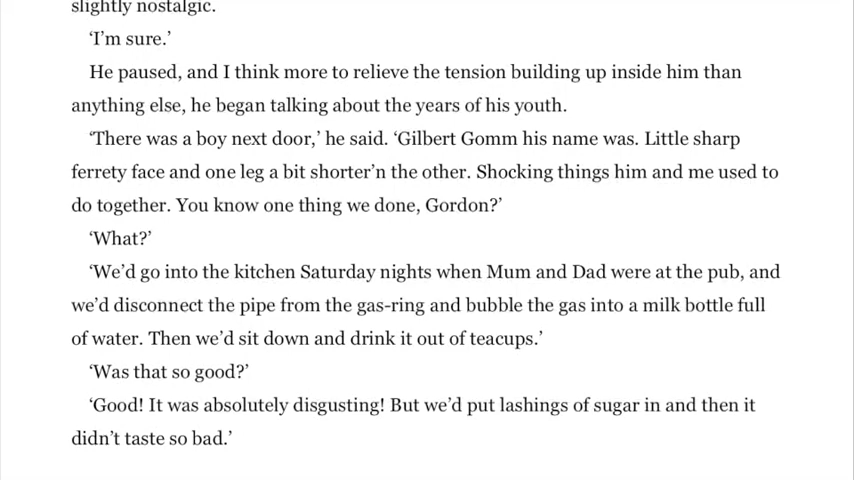 slightly nostalgic.
‘I’m sure.’
He paused, and I think more to relieve the tension building up inside him than
anything else, he began talking about the years of his youth.
‘There was a boy next door,’ he said. ‘Gilbert Gomm his name was. Little sharp
ferrety face and one leg a bit shorter’n the other. Shocking things him and me used to
do together. You know one thing we done, Gordon?’
‘What?’
‘We’d go into the kitchen Saturday nights when Mum and Dad were at the pub, and
we’d disconnect the pipe from the gas-ring and bubble the gas into a milk bottle full
of water. Then we’d sit down and drink it out of teacups.’
‘Was that so good?’
‘Good! It was absolutely disgusting! But we’d put lashings of sugar in and then it
didn’t taste so bad.’